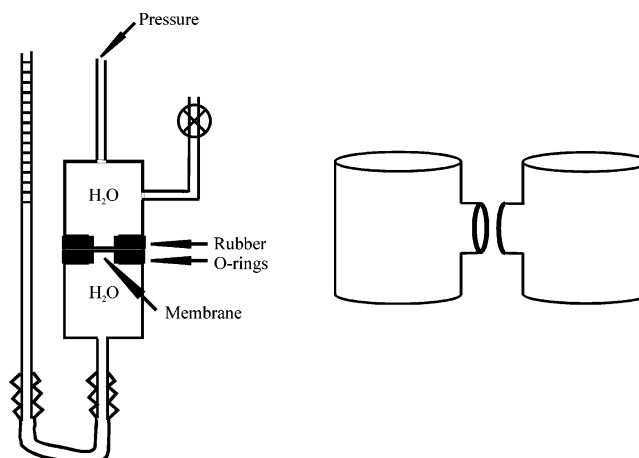 Pressure
H₂O
Rubber
O-rings
H₂O
Membrane